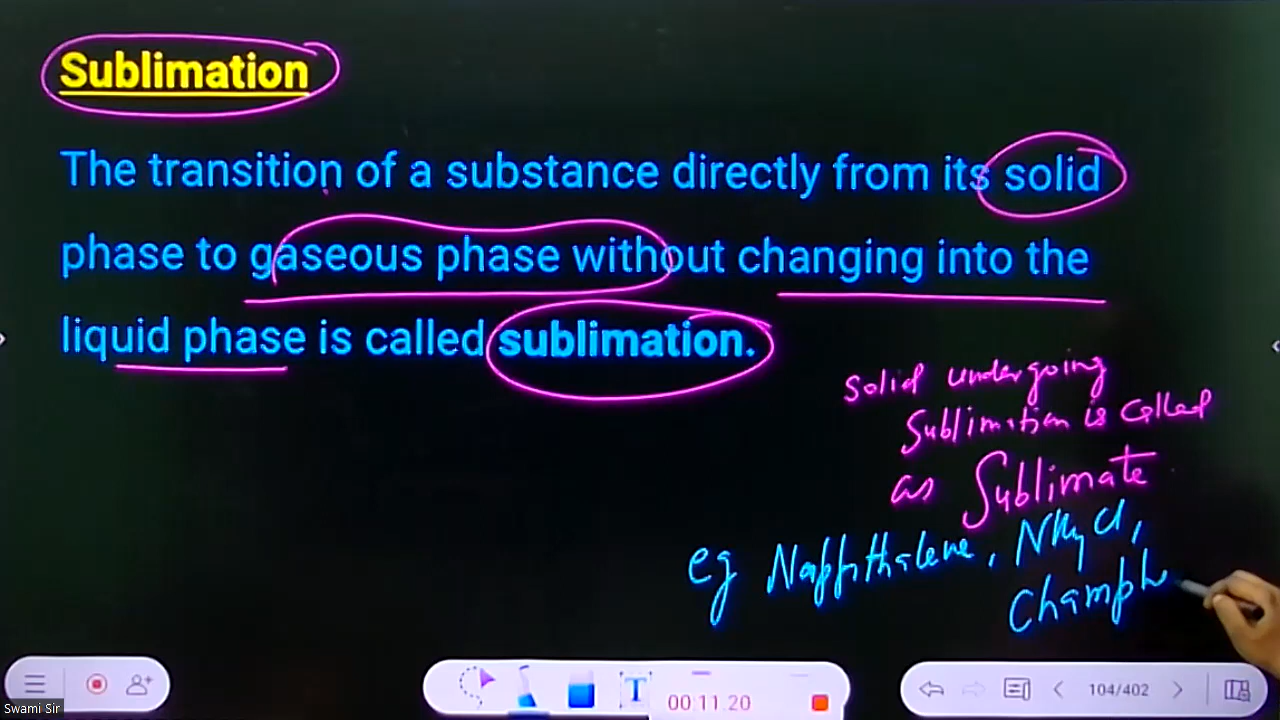 Sublimation
The transition of a substance directly from its solid
phase to gaseous phase without changing into the
liquid phase is called sublimation.
Solid undergoing
Sublimation is called
as Sublimate
eg Naphthalene, NH4Cl,
Champh
T
00:11.20
104/402
Swami Sir